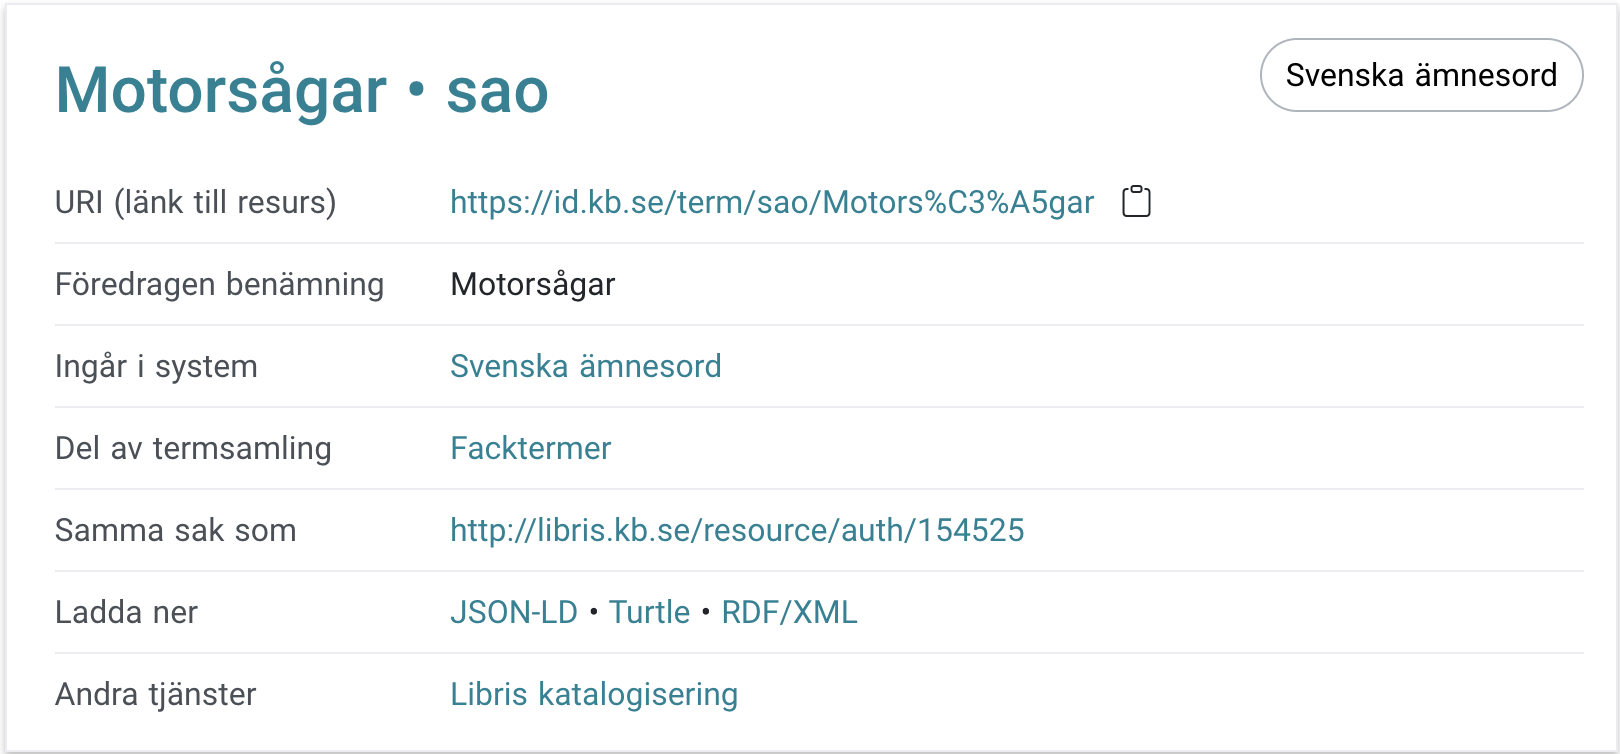 Motorsågar • sao
Svenska ämnesord
URI (länk till resurs) https://id.kb.se/term/sao/Motors%C3%A5gar
Föredragen benämning Motorsågar
Ingår i system Svenska ämnesord
Del av termsamling Facktermer
Samma sak som http://libris.kb.se/resource/auth/154525
Ladda ner JSON-LD • Turtle • RDF/XML
Andra tjänster Libris katalogisering